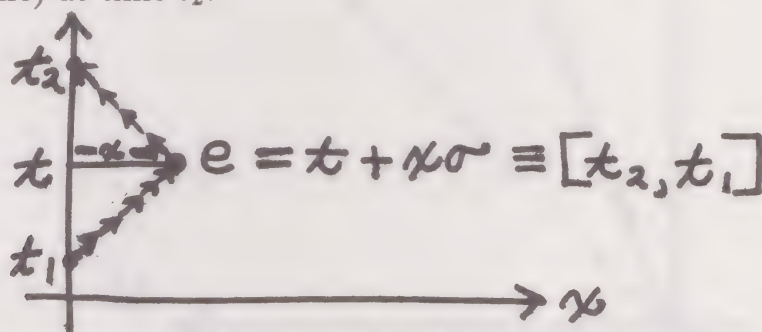 t₂
t -x- e = t + xσ ≡ [t₂, t₁]
t₁
x